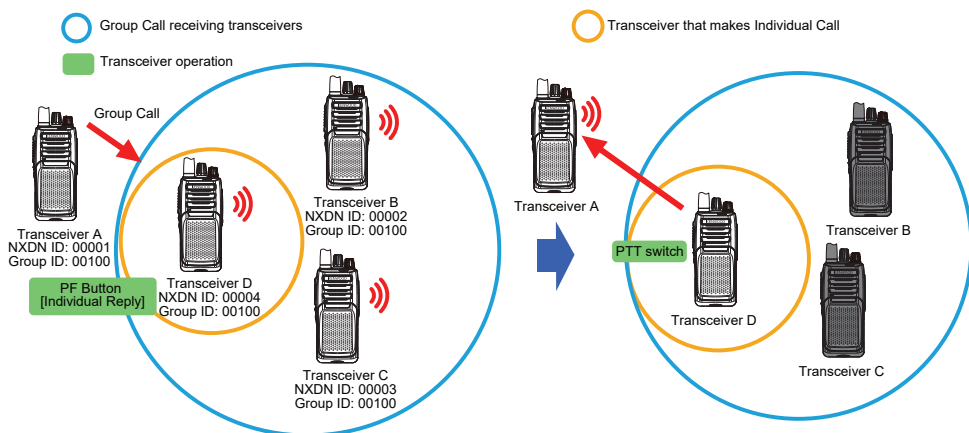 Group Call receiving transceivers
Transceiver that makes Individual Call
Transceiver operation
Group Call
Transceiver A
NXDN ID: 00001
Group ID: 00100
PF Button
[Individual Reply]
Transceiver D
NXDN ID: 00004
Group ID: 00100
Transceiver B
NXDN ID: 00002
Group ID: 00100
Transceiver C
NXDN ID: 00003
Group ID: 00100
Transceiver A
PTT switch
Transceiver D
Transceiver B
Transceiver C